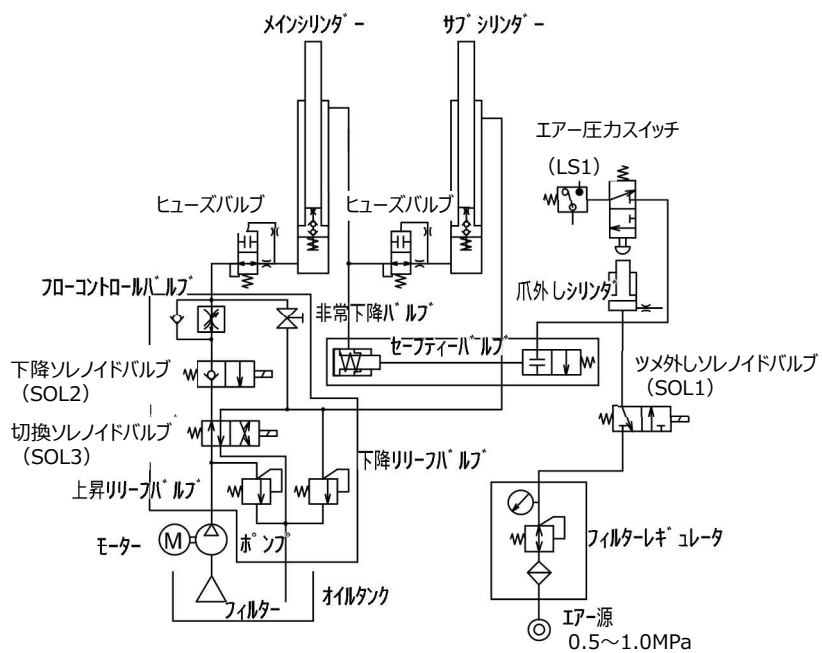 メインシリンダー
サブシリンダー
エアー圧力スイッチ
（LS1）
ヒューズバルブ
ヒューズバルブ
爪外しシリンダ
フローコントロールバルブ
非常下降バルブ
セーフティーバルブ
下降ソレノイドバルブ
（SOL2）
ツメ外しソレノイドバルブ
（SOL1）
切換ソレノイドバルブ
（SOL3）
上昇リリーフバルブ
下降リリーフバルブ
モーター
M
ポンプ
フィルターレギュレータ
フィルター
オイルタンク
エアー源
0.5～1.0MPa